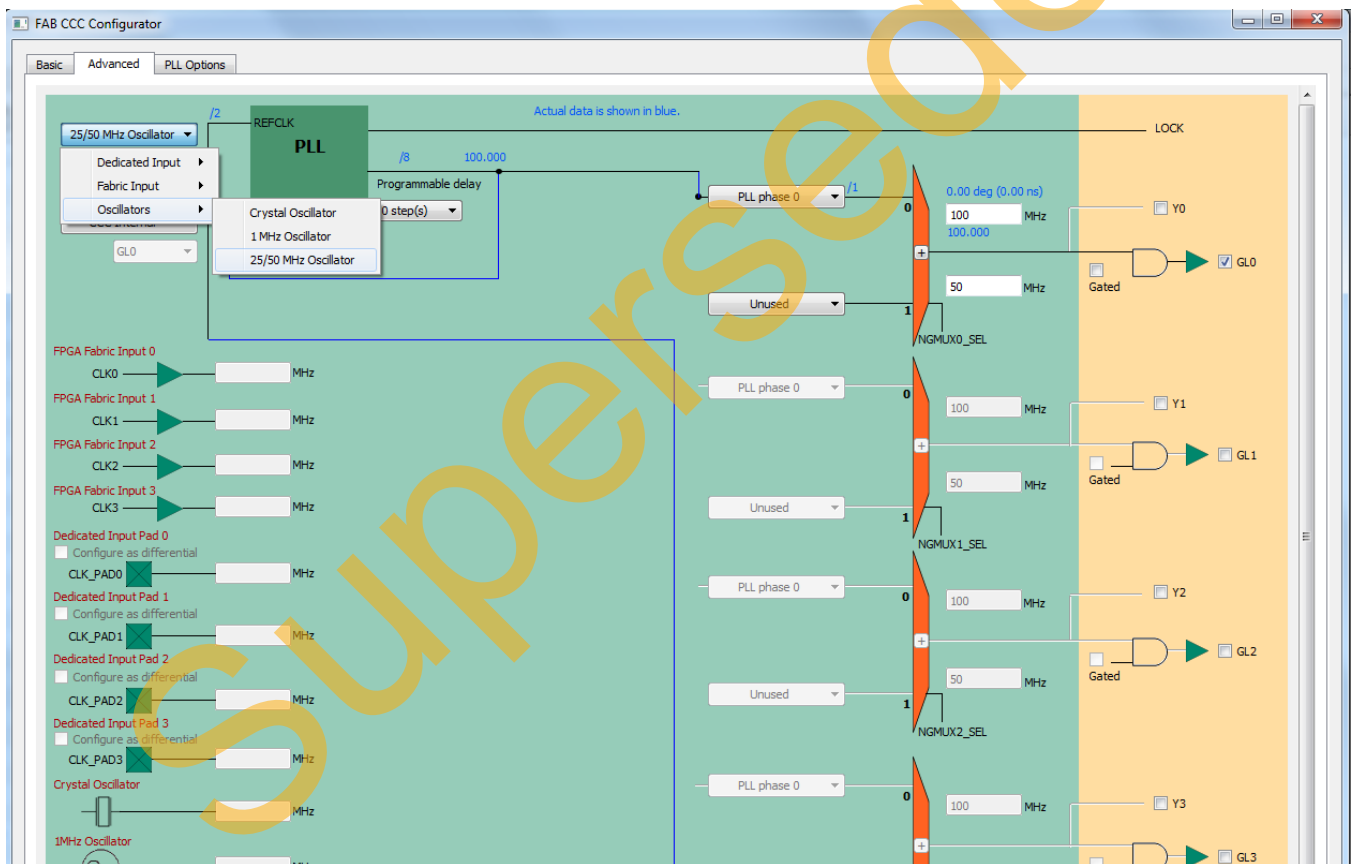 FAB CCC Configurator
Basic Advanced PLL Options
Actual data is shown in blue.
25/50 MHz Oscillator
/2
REFCLK
PLL
LOCK
Dedicated Input
Fabric Input
Oscillators
Crystal Oscillator
1 MHz Oscillator
25/50 MHz Oscillator
GL0
/8 100.000
Programmable delay
0 step(s)
PLL phase 0
/1
0
0.00 deg (0.00 ns)
100 MHz
100.000
Y0
+
Gated
GL0
50 MHz
Unused
1
NGMUX0_SEL
FPGA Fabric Input 0
CLK0 MHz
FPGA Fabric Input 1
CLK1 MHz
FPGA Fabric Input 2
CLK2 MHz
FPGA Fabric Input 3
CLK3 MHz
PLL phase 0
0
100 MHz
Y1
+
Gated
GL1
50 MHz
Unused
1
NGMUX1_SEL
Dedicated Input Pad 0
Configure as differential
CLK_PAD0 MHz
Dedicated Input Pad 1
Configure as differential
CLK_PAD1 MHz
Dedicated Input Pad 2
Configure as differential
CLK_PAD2 MHz
Dedicated Input Pad 3
Configure as differential
CLK_PAD3 MHz
PLL phase 0
0
100 MHz
Y2
+
Gated
GL2
50 MHz
Unused
1
NGMUX2_SEL
Crystal Oscillator
MHz
1MHz Oscillator
PLL phase 0
0
100 MHz
Y3
+
GL3
Supersede